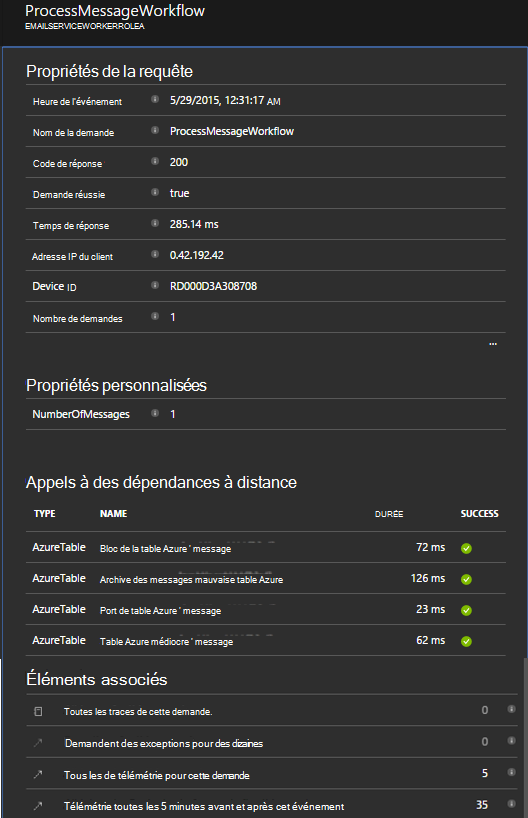 ProcessMessageWorkflow
EMAILSERVICEWORKERROLEA
Propriétés de la requête
Heure de l'événement 5/29/2015, 12:31:17 AM
Nom de la demande ProcessMessageWorkflow
Code de réponse 200
Demande réussie true
Temps de réponse 285.14 ms
Adresse IP du client 0.42.192.42
Device ID RD000D3A308708
Nombre de demandes 1
...
Propriétés personnalisées
NumberOfMessages 1
Appels à des dépendances à distance
TYPE NAME DURÉE SUCCESS
AzureTable Bloc de la table Azure ' message 72 ms
AzureTable Archive des messages mauvaise table Azure 126 ms
AzureTable Port de table Azure ' message 23 ms
AzureTable Table Azure médiocre ' message 62 ms
Éléments associés
Toutes les traces de cette demande. 0
Demandent des exceptions pour des dizaines 0
Tous les de télémétrie pour cette demande 5
Télémétrie toutes les 5 minutes avant et après cet événement 35